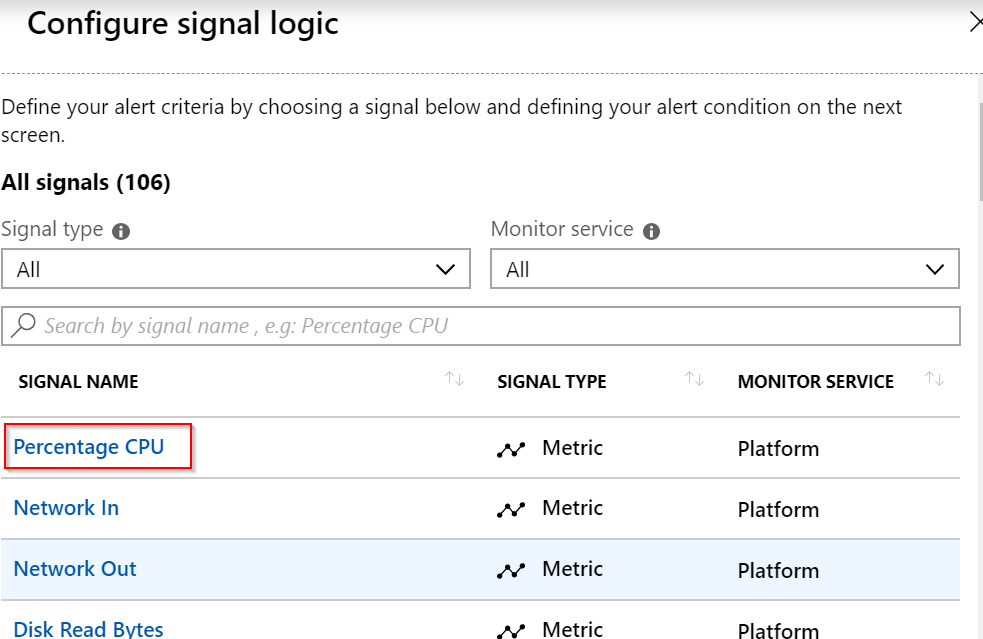 Configure signal logic
Define your alert criteria by choosing a signal below and defining your alert condition on the next
screen.
All signals (106)
Signal type Monitor service
All All
Search by signal name , e.g: Percentage CPU
SIGNAL NAME SIGNAL TYPE MONITOR SERVICE
Percentage CPU Metric Platform
Network In Metric Platform
Network Out Metric Platform
Disk Read Bytes Metric Platform